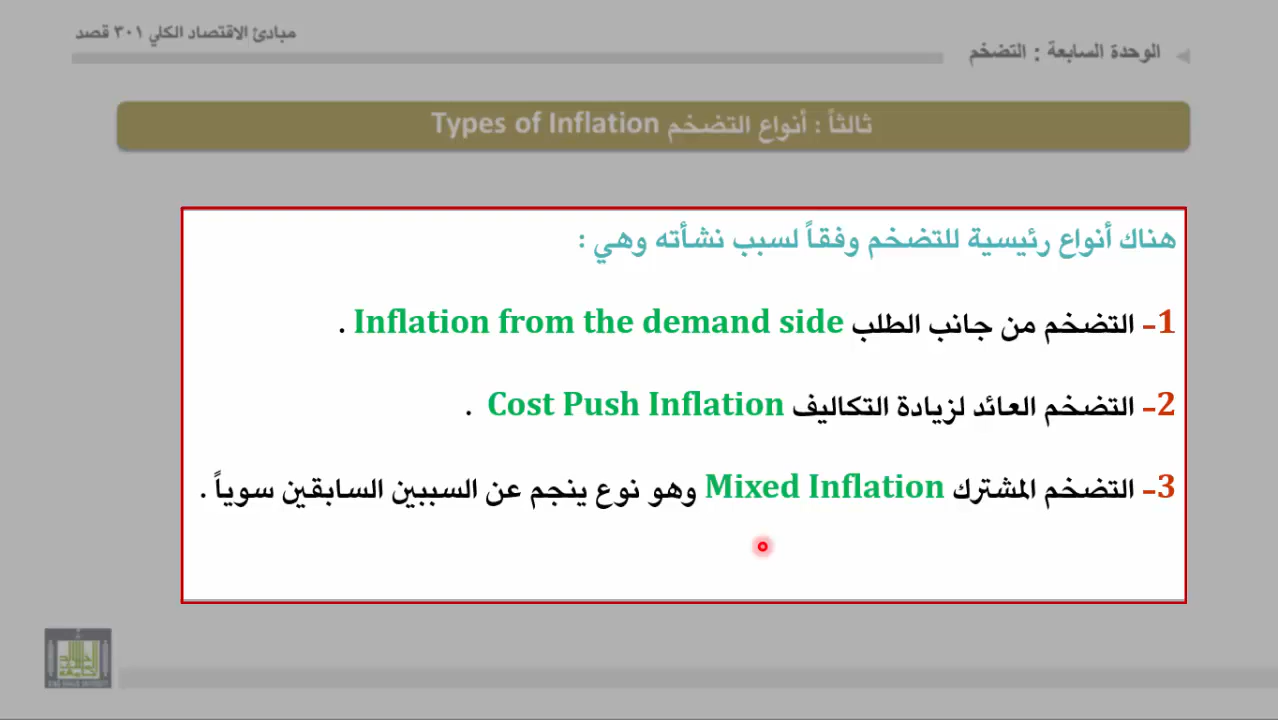 مبادئ الاقتصاد الكلي ٣٠١ قصد
الوحدة السابعة : التضخم
ثالثاً : أنواع التضخم Types of Inflation
هناك أنواع رئيسية للتضخم وفقاً لسبب نشأته وهي :
1- التضخم من جانب الطلب Inflation from the demand side .
2- التضخم العائد لزيادة التكاليف Cost Push Inflation .
3- التضخم المشترك Mixed Inflation وهو نوع ينجم عن السببين السابقين سوياً .